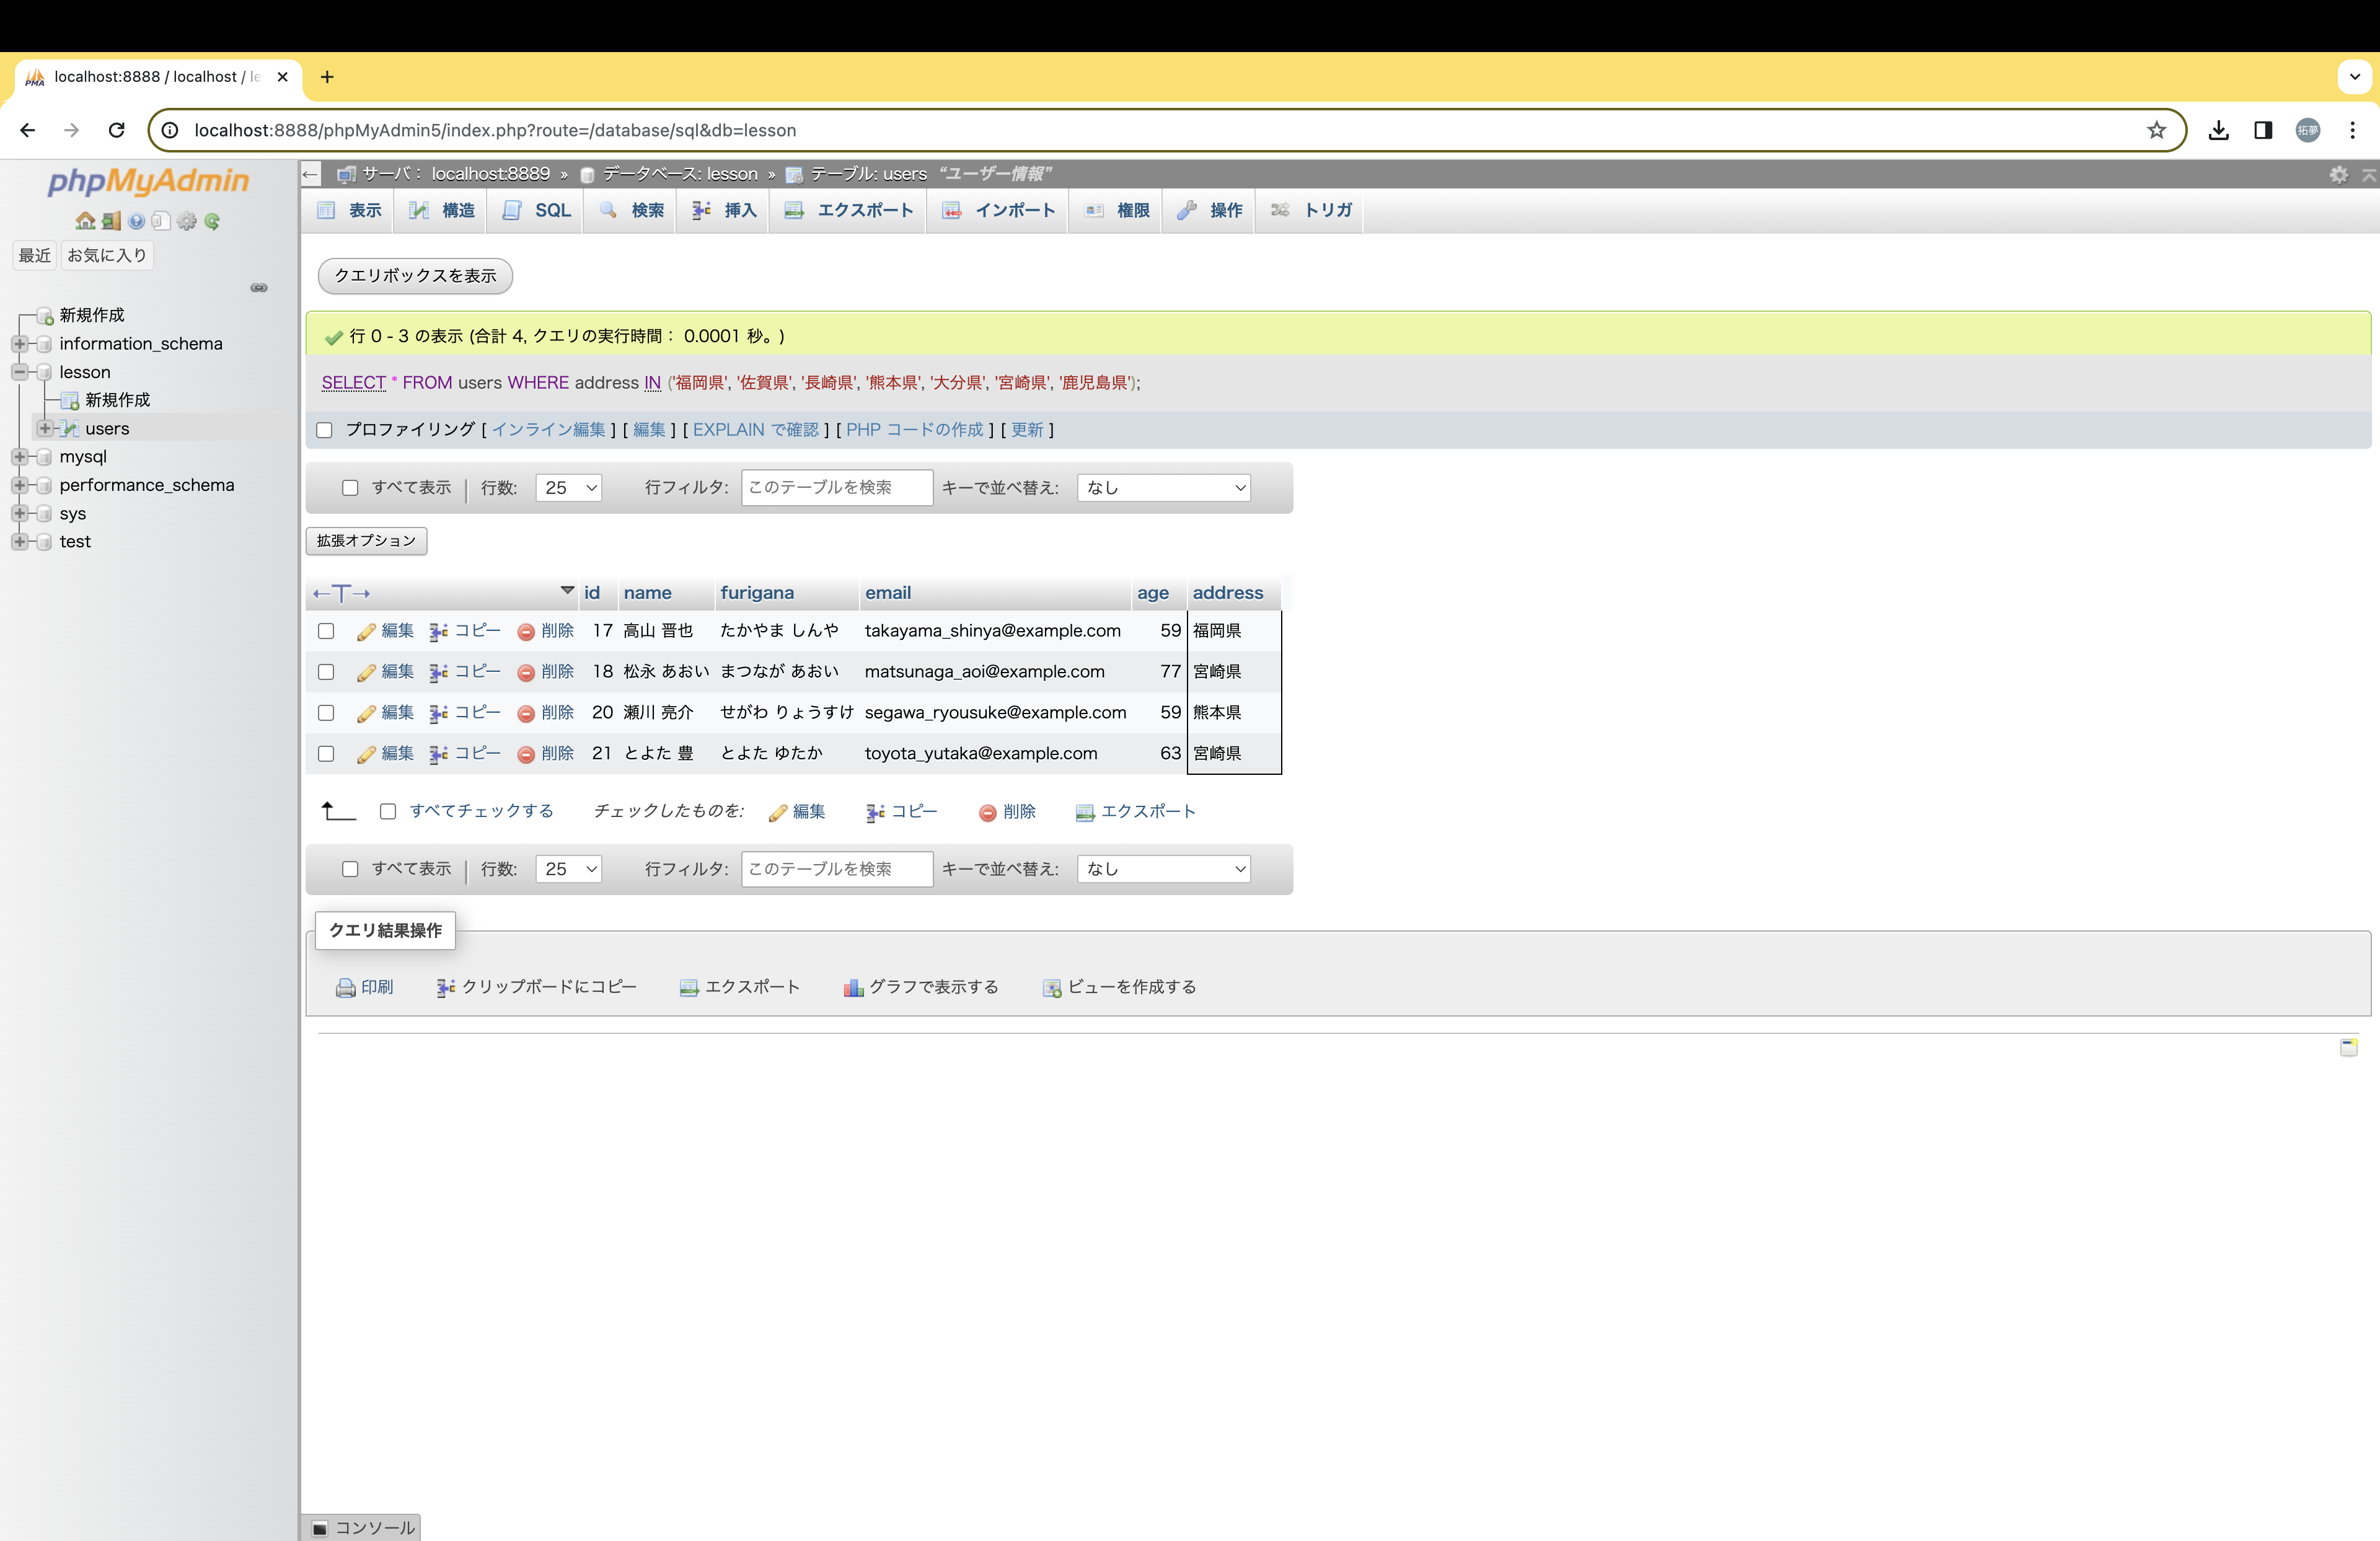 localhost:8888 / localhost / le
localhost:8888/phpMyAdmin5/index.php?route=/database/sql&db=lesson
拓夢
phpMyAdmin
最近 お気に入り
新規作成
information_schema
lesson
新規作成
users
mysql
performance_schema
sys
test
サーバ: localhost:8889 » データベース: lesson » テーブル: users “ユーザー情報”
表示 構造 SQL 検索 挿入 エクスポート インポート 権限 操作 トリガ
クエリボックスを表示
行 0 - 3 の表示 (合計 4, クエリの実行時間： 0.0001 秒。)
SELECT * FROM users WHERE address IN ('福岡県', '佐賀県', '長崎県', '熊本県', '大分県', '宮崎県', '鹿児島県');
プロファイリング [ インライン編集 ] [ 編集 ] [ EXPLAIN で確認 ] [ PHP コードの作成 ] [ 更新 ]
すべて表示 | 行数: 25 行フィルタ: このテーブルを検索 キーで並べ替え: なし
拡張オプション
←T→ id name furigana email age address
編集 コピー 削除 17 高山 晋也 たかやま しんや takayama_shinya@example.com 59 福岡県
編集 コピー 削除 18 松永 あおい まつなが あおい matsunaga_aoi@example.com 77 宮崎県
編集 コピー 削除 20 瀬川 亮介 せがわ りょうすけ segawa_ryousuke@example.com 59 熊本県
編集 コピー 削除 21 とよた 豊 とよた ゆたか toyota_yutaka@example.com 63 宮崎県
すべてチェックする チェックしたものを: 編集 コピー 削除 エクスポート
すべて表示 | 行数: 25 行フィルタ: このテーブルを検索 キーで並べ替え: なし
クエリ結果操作
印刷 クリップボードにコピー エクスポート グラフで表示する ビューを作成する
コンソール